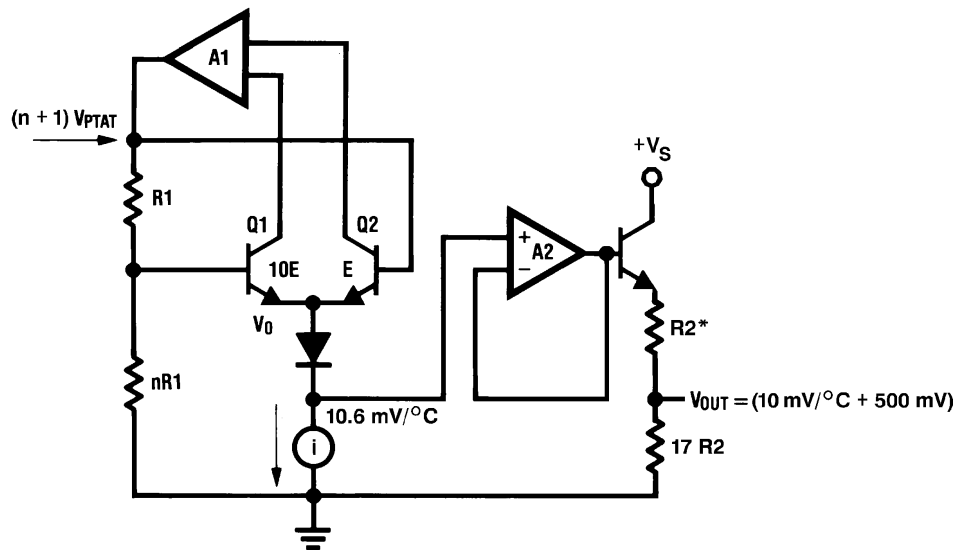 A1
(n + 1) VPTAT
+VS
R1
Q1
Q2
10E
E
+
A2
−
V0
R2*
nR1
10.6 mV/°C
VOUT = (10 mV/°C + 500 mV)
i
17 R2